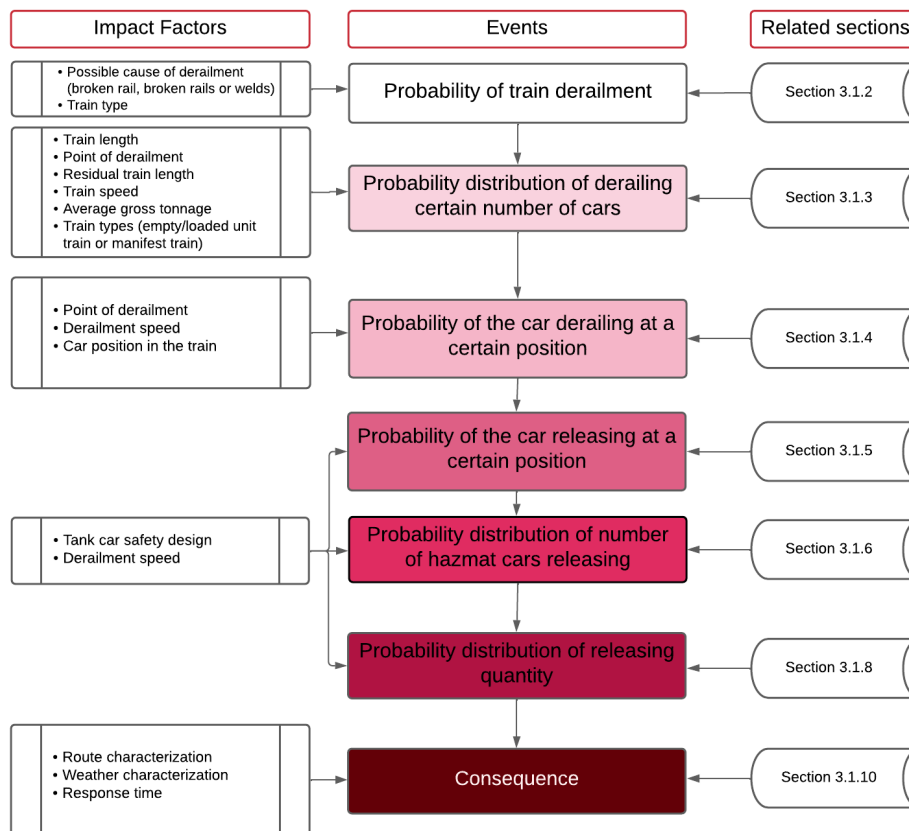 Impact Factors
Events
Related sections
• Possible cause of derailment
(broken rail, broken rails or welds)
• Train type
Probability of train derailment
Section 3.1.2
• Train length
• Point of derailment
• Residual train length
• Train speed
• Average gross tonnage
• Train types (empty/loaded unit
train or manifest train)
Probability distribution of derailing
certain number of cars
Section 3.1.3
• Point of derailment
• Derailment speed
• Car position in the train
Probability of the car derailing at a
certain position
Section 3.1.4
Probability of the car releasing at a
certain position
Section 3.1.5
• Tank car safety design
• Derailment speed
Probability distribution of number
of hazmat cars releasing
Section 3.1.6
Probability distribution of releasing
quantity
Section 3.1.8
• Route characterization
• Weather characterization
• Response time
Consequence
Section 3.1.10